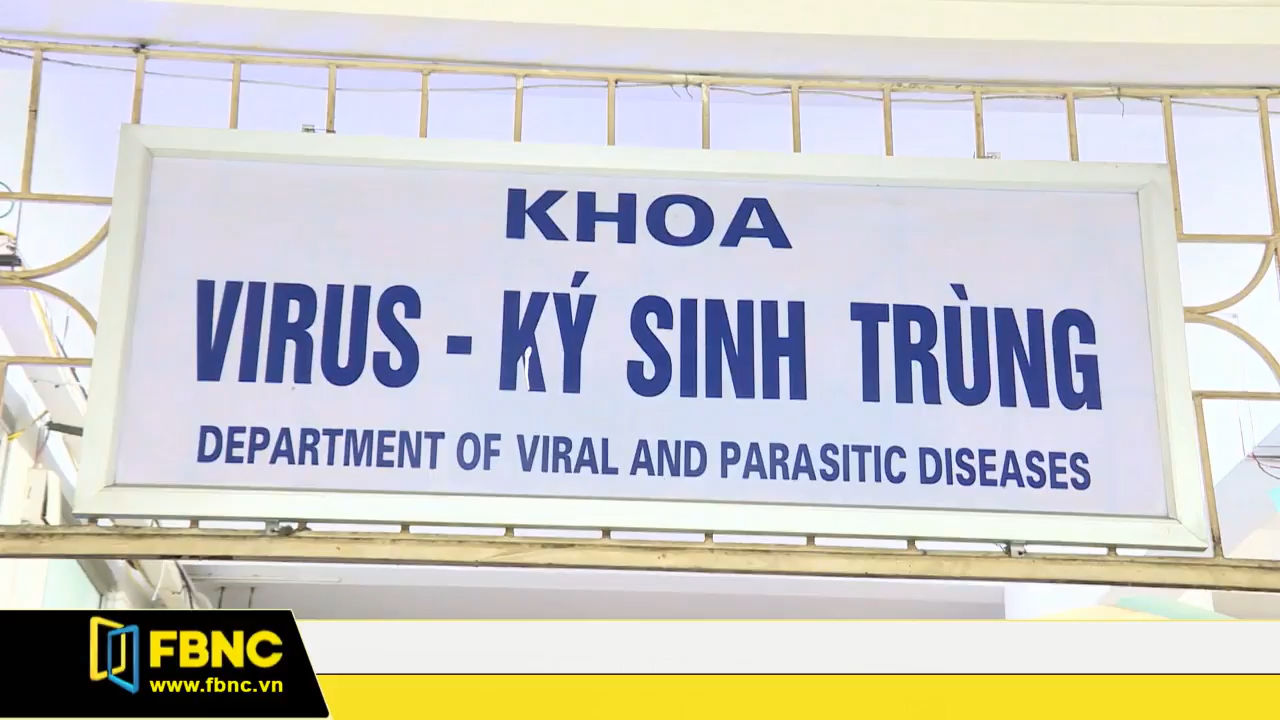 KHOA
VIRUS - KÝ SINH TRÙNG
DEPARTMENT OF VIRAL AND PARASITIC DISEASES
FBNC
www.fbnc.vn